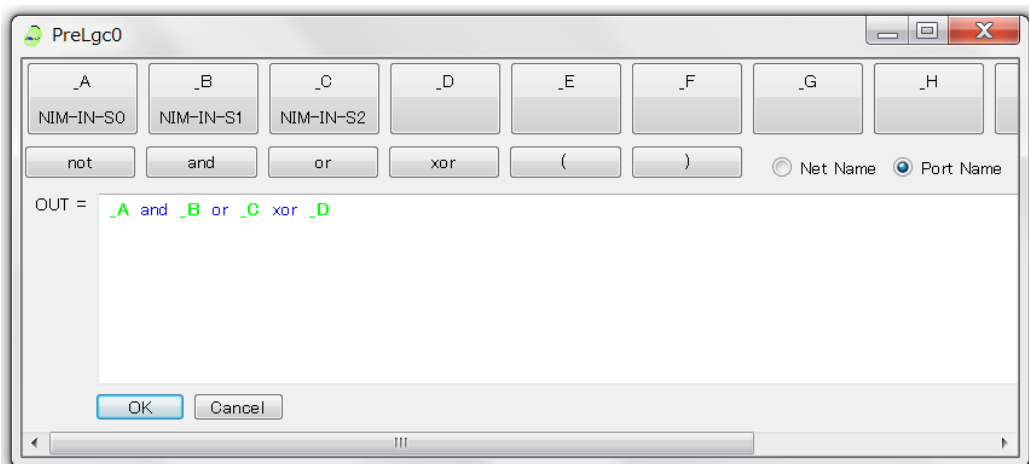 PreLgc0
_A _B _C _D _E _F _G _H
NIM-IN-S0 NIM-IN-S1 NIM-IN-S2
not and or xor ( ) Net Name Port Name
OUT = _A and _B or _C xor _D
OK Cancel